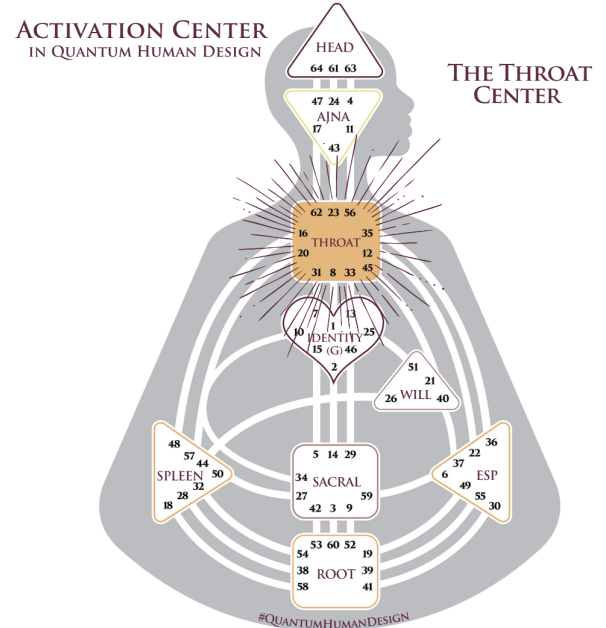 ACTIVATION CENTER
IN QUANTUM HUMAN DESIGN
THE THROAT
CENTER
HEAD
64 61 63
47 24 4
AJNA
17 11
43
62 23 56
16 35
THROAT
20 12
31 8 33 45
7 1 13
10 25
IDENTITY
(G)
15 46
2
51
21
WILL
26 40
48
57
44
SPLEEN 50
32
28
18
5 14 29
34
SACRAL
27 59
42 3 9
36
22
37
6 ESP
49
55
30
53 60 52
54 19
38 ROOT 39
58 41
#QUANTUMHUMANDESIGN